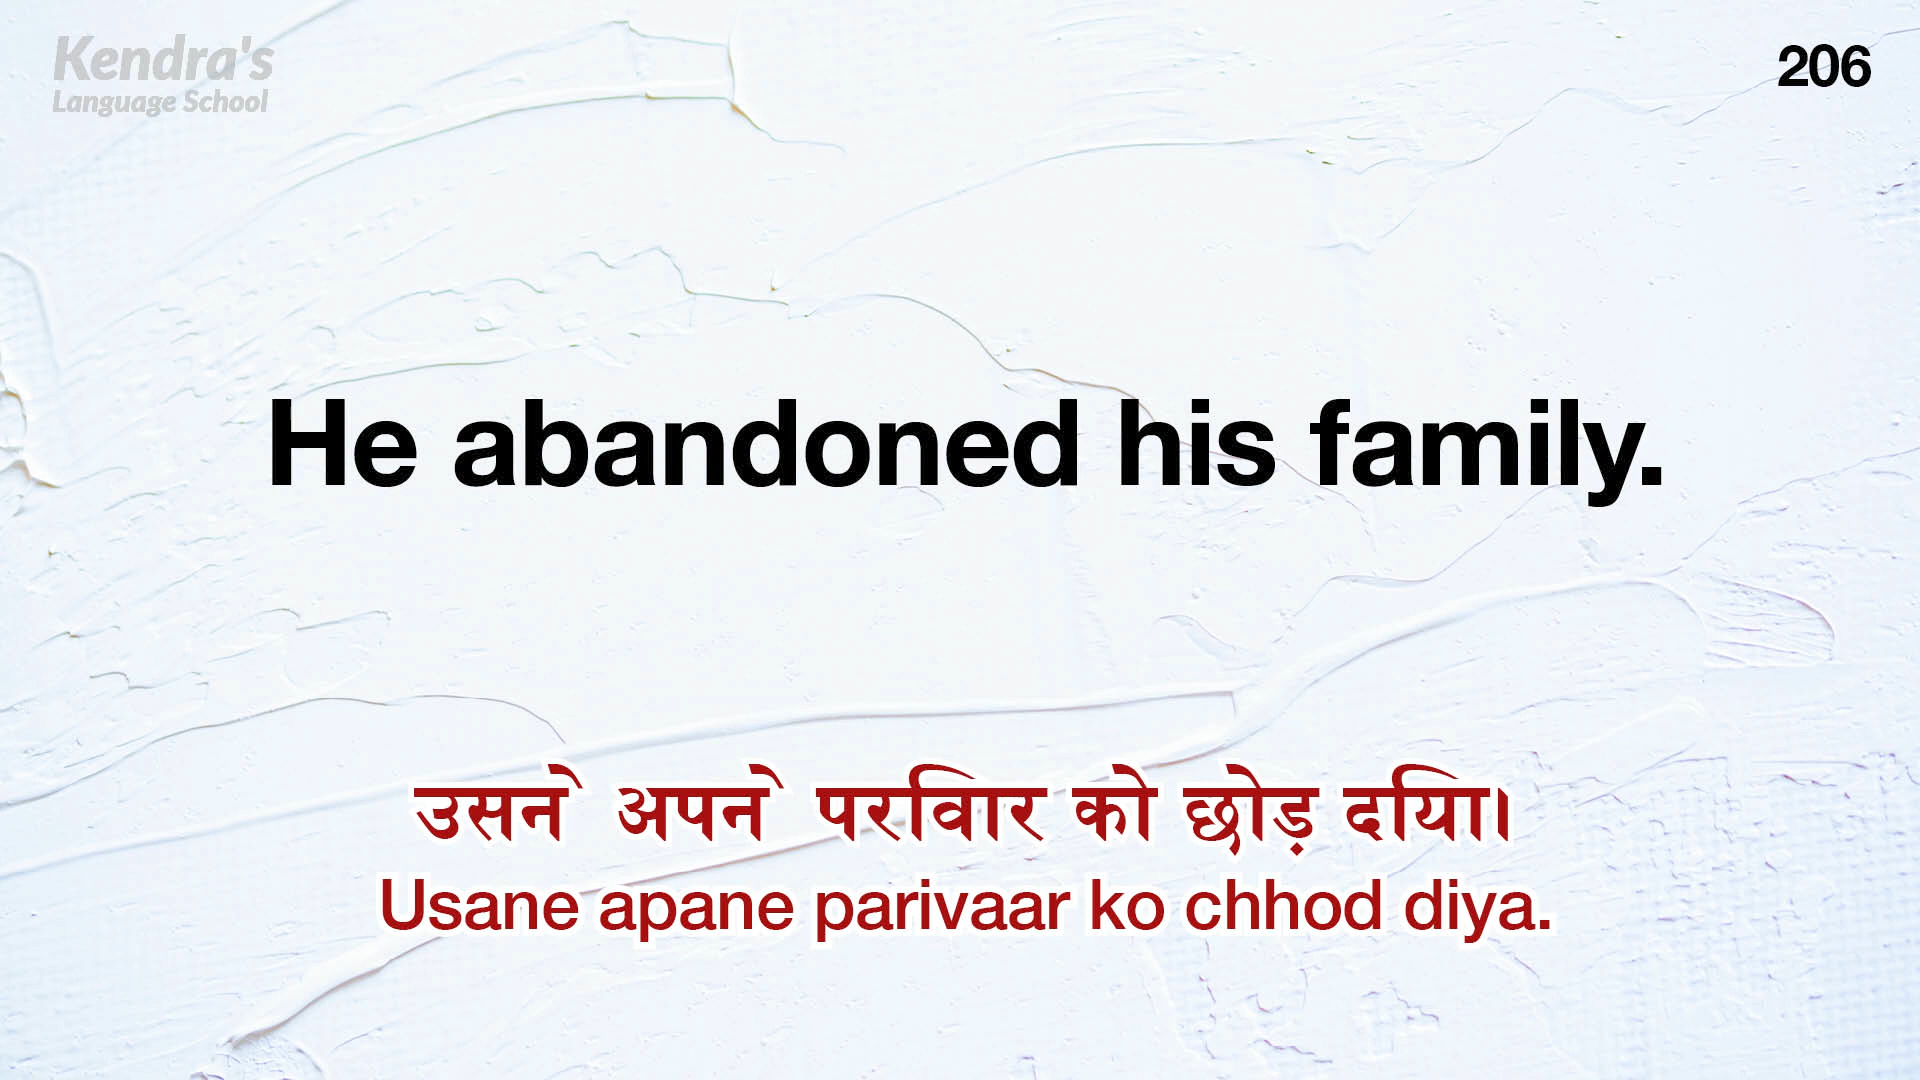 Kendra's
Language School
206
He abandoned his family.
उसने अपने परिवार को छोड़ दिया।
Usane apane parivaar ko chhod diya.